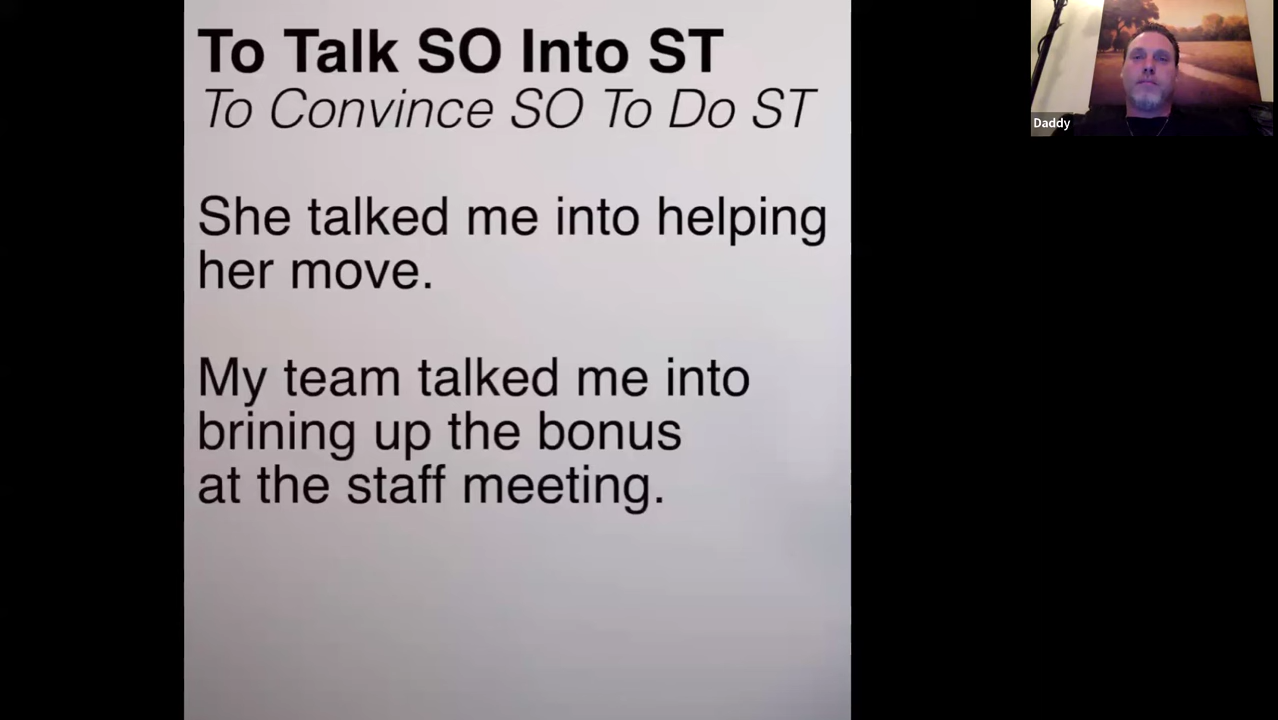 To Talk SO Into ST
To Convince SO To Do ST
She talked me into helping
her move.
My team talked me into
brining up the bonus
at the staff meeting.
Daddy